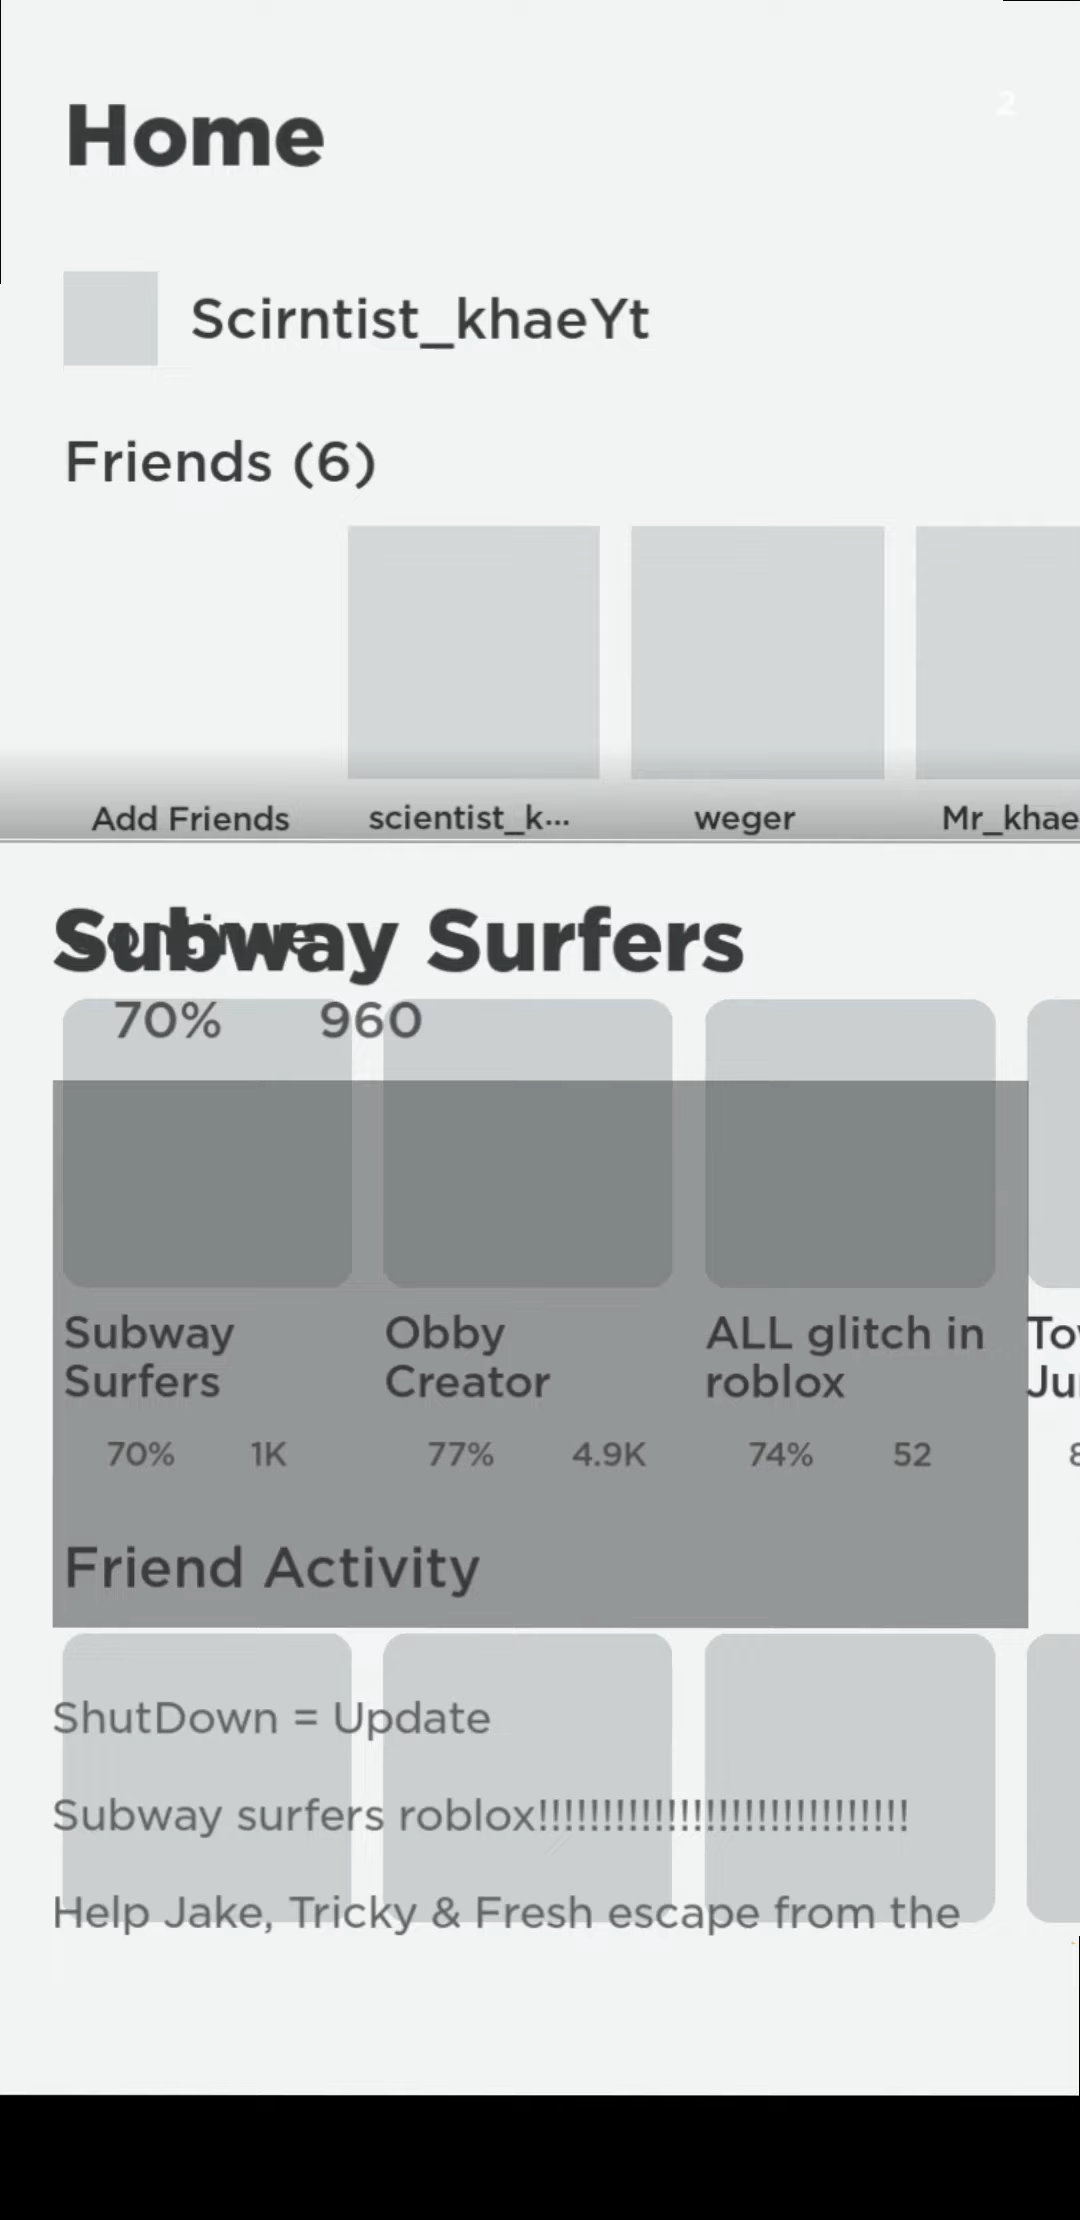 2
Home
Scirntist_khaeYt
Friends (6)
Add Friends scientist_k... weger Mr_khae
Subway Surfers
70% 960
Subway Surfers
Obby Creator
ALL glitch in roblox
70% 1K 77% 4.9K 74% 52
Friend Activity
ShutDown = Update
Subway surfers roblox!!!!!!!!!!!!!!!!!!!!!!!!!!!!!
Help Jake, Tricky & Fresh escape from the